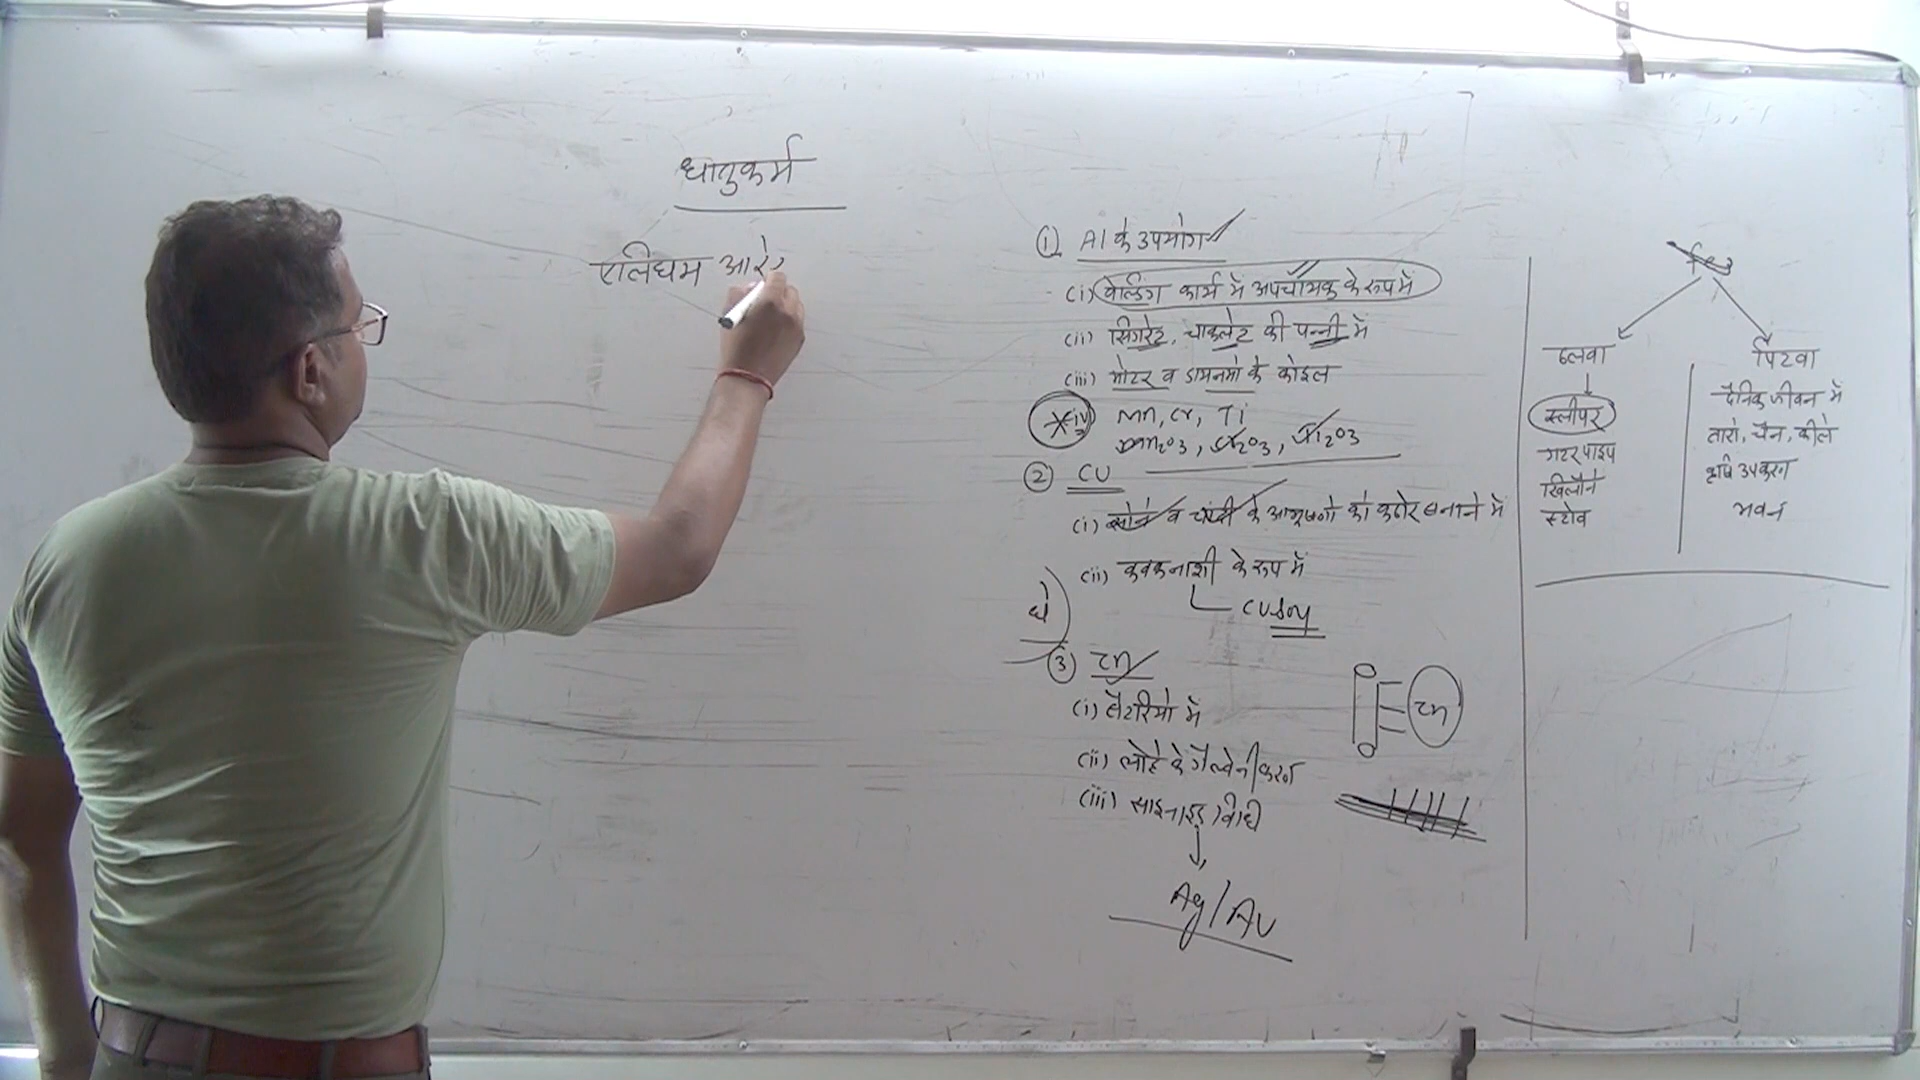 धातुकर्म
एलिंघम आरे
① Al के उपयोग
(i) वेल्डिंग कार्य में अपचायक के रूप में
(ii) सिगरेट, चाकलेट की पन्नी में
(iii) मोटर व डायनमो के कोइल
(iv) Mn, Cr, Ti
Mn2O3, Cr2O3, Ti2O3
② CU
(i) सोने व चांदी के आभूषणो को कठोर बनाने में
(ii) कवकनाशी के रूप में
CuSO4
③ Zn
(i) बैटरियो में
Zn
(ii) लोहे के गैल्वेनीकरण
(iii) साइनाइड विधि
Ag/AU
ढलवा
स्लीपर
गटर पाइप
खिलौने
स्टोव
पिटवा
दैनिक जीवन में
तारो, चैन, कीले
कृषि उपकरण
भवन